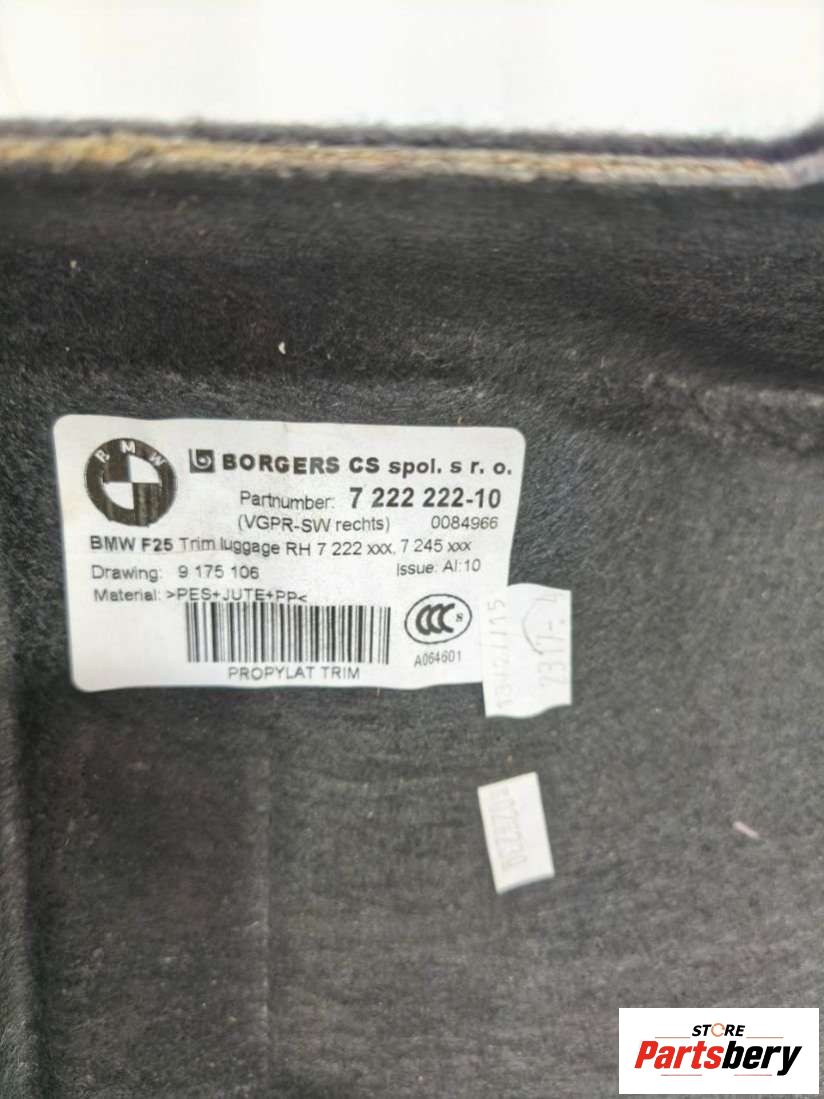 BMW
BORGERS CS spol. s r. o.
Partnumber: 7 222 222-10
(VGPR-SW rechts) 0084966
BMW F25 Trim luggage RH 7 222 xxx, 7 245 xxx
Drawing: 9 175 106 Issue: AI:10
Material: >PES+JUTE+PP<
CCC S
A064601
PROPYLAT TRIM
STORE
Partsbery